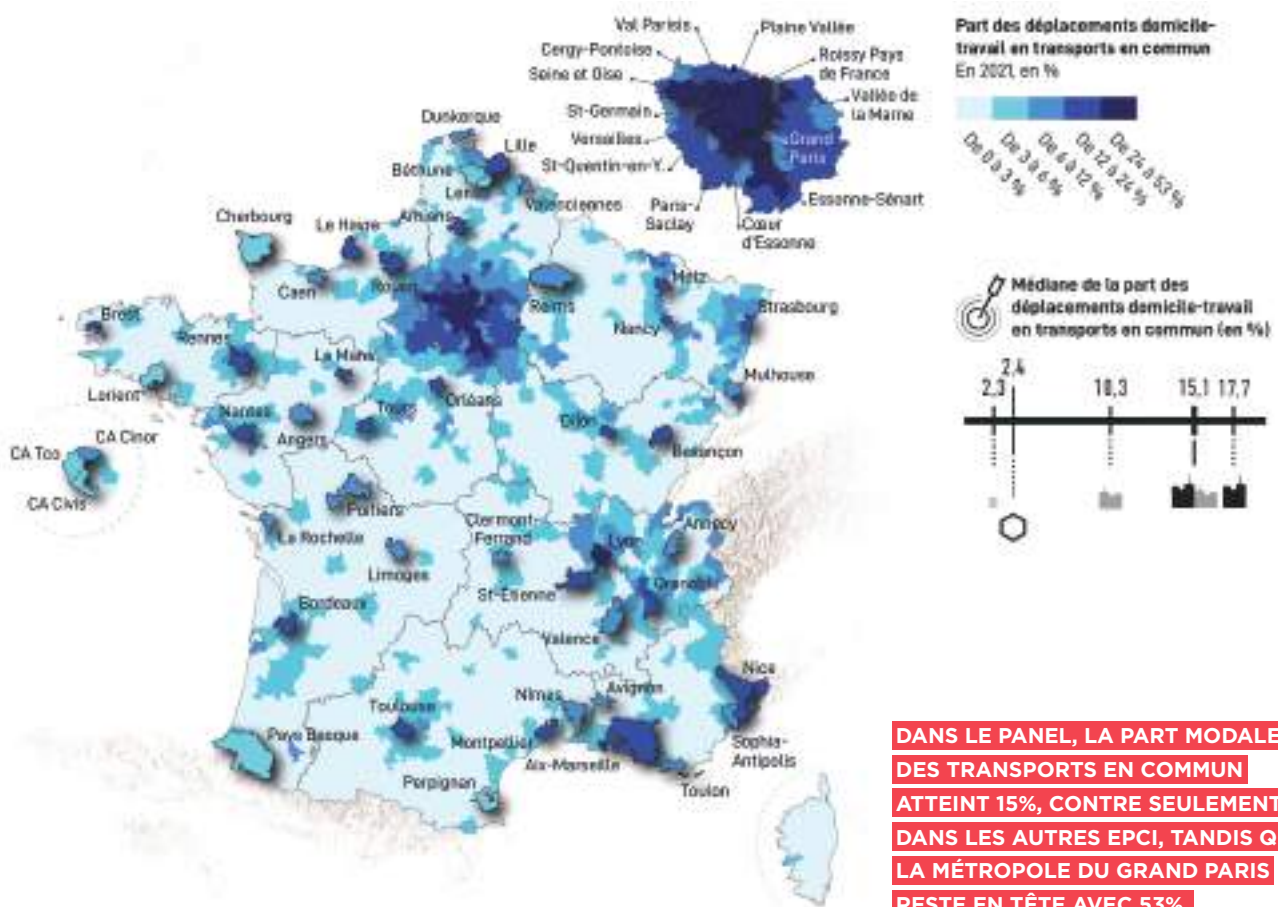 Val Parisis
Plaine Vallée
Cergy-Pontoise
Roissy Pays
de France
Seine et Oise
Vallée de
la Marne
St-Germain
Versailles
Grand
Paris
St-Quentin-en-Y.
Paris-
Saclay
Cœur
d'Essonne
Essonne-Sénart
Part des déplacements domicile-
travail en transports en commun
En 2021, en %
De 0 à 3 %
De 3 à 6 %
De 6 à 12 %
De 12 à 24 %
De 24 à 53 %
Médiane de la part des
déplacements domicile-travail
en transports en commun (en %)
2,4
2,3
18,3
15,1
17,7
Dunkerque
Lille
Béthune
Lens
Valenciennes
Amiens
Cherbourg
Le Havre
Rouen
Caen
Reims
Metz
Strasbourg
Nancy
Brest
Rennes
Le Mans
Mulhouse
Lorient
Orléans
Nantes
Tours
Dijon
Angers
Besançon
CA Cinor
CA Tco
CA Civis
Poitiers
La Rochelle
Clermont-
Ferrand
Annecy
Lyon
Limoges
Grenoble
St-Étienne
Bordeaux
Valence
Nice
Avignon
Nîmes
Toulouse
Pays Basque
Montpellier
Sophia-
Antipolis
Aix-Marseille
Toulon
Perpignan
DANS LE PANEL, LA PART MODALE
DES TRANSPORTS EN COMMUN
ATTEINT 15%, CONTRE SEULEMENT
DANS LES AUTRES EPCI, TANDIS Q
LA MÉTROPOLE DU GRAND PARIS
RESTE EN TÊTE AVEC 53%